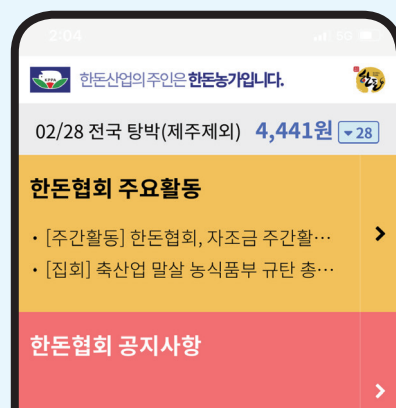 2:04
5G
KPPA
한돈산업의 주인은 한돈농가입니다.
한돈
02/28 전국 탕박(제주제외) 4,441원 ▼28
한돈협회 주요활동
· [주간활동] 한돈협회, 자조금 주간활…
· [집회] 축산업 말살 농식품부 규탄 총…
한돈협회 공지사항